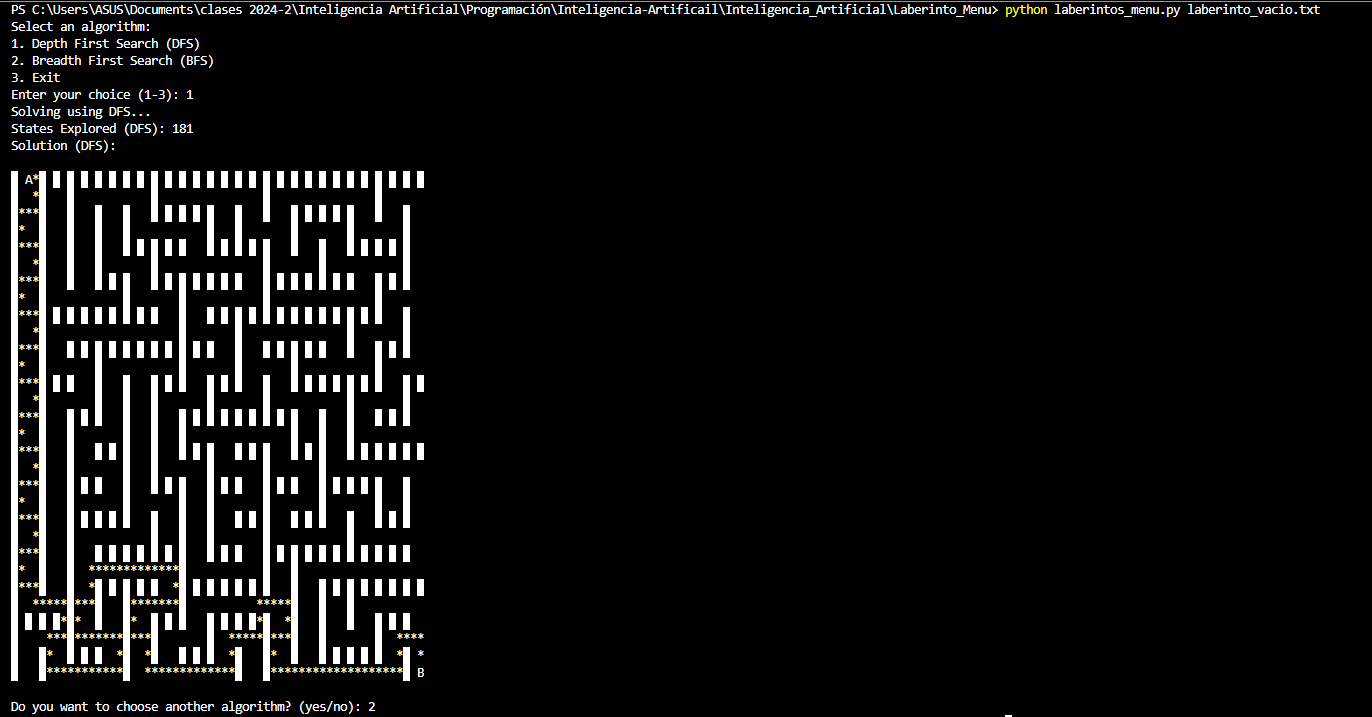 PS C:\Users\ASUS\Documents\clases 2024-2\Inteligencia Artificial\Programación\Inteligencia-Artificail\Inteligencia_Artificial\Laberinto_Menu> python laberintos_menu.py laberinto_vacio.txt
Select an algorithm:
1. Depth First Search (DFS)
2. Breadth First Search (BFS)
3. Exit
Enter your choice (1-3): 1
Solving using DFS...
States Explored (DFS): 181
Solution (DFS):
A*
B
Do you want to choose another algorithm? (yes/no): 2